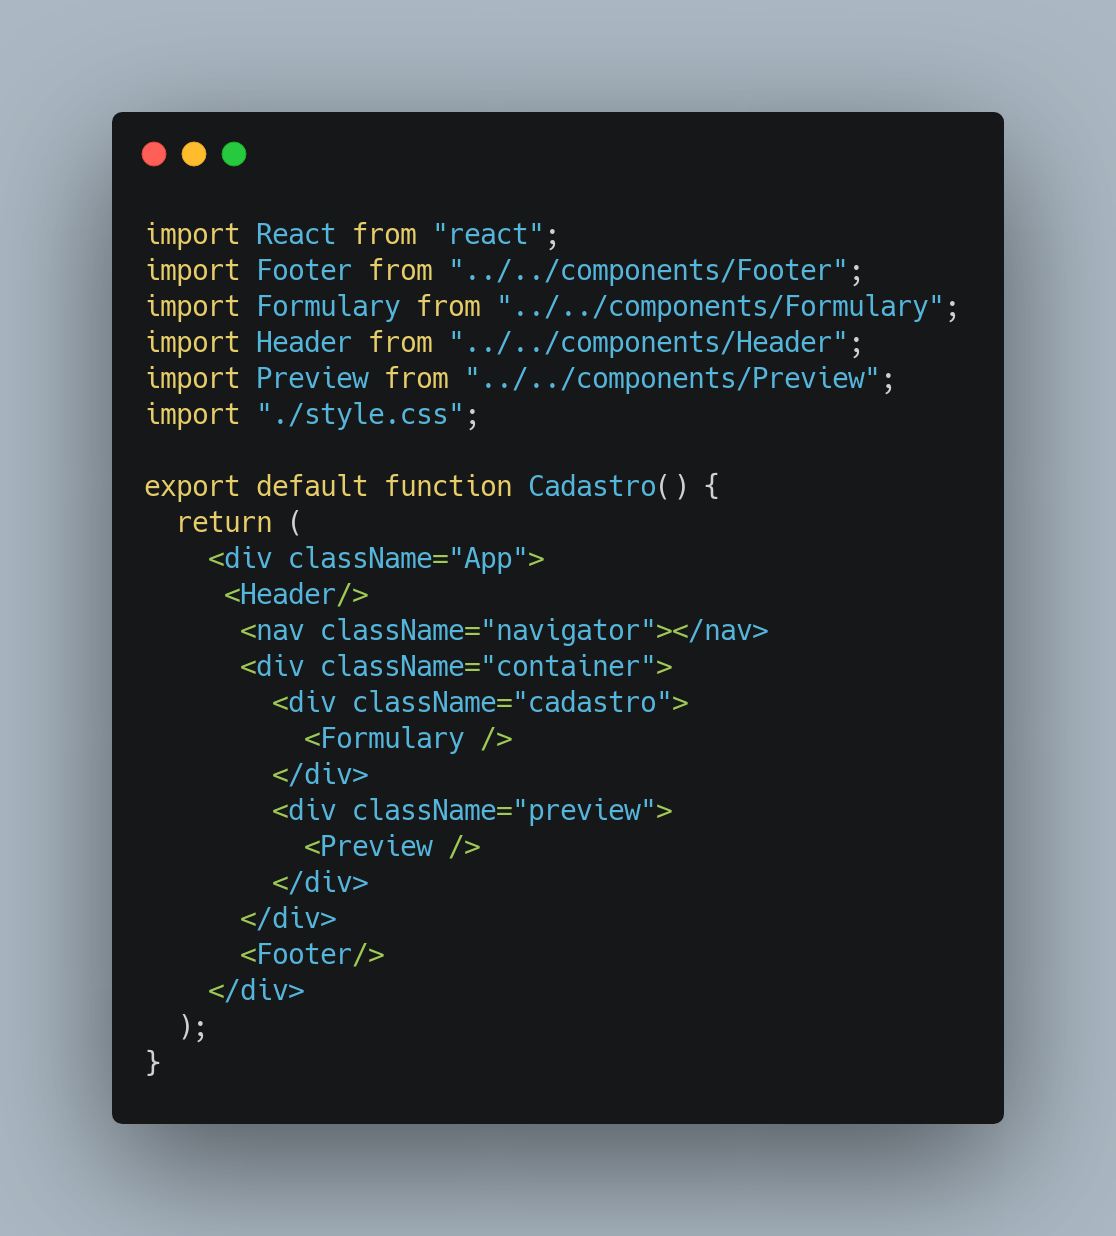 import React from "react";
import Footer from "../../components/Footer";
import Formulary from "../../components/Formulary";
import Header from "../../components/Header";
import Preview from "../../components/Preview";
import "./style.css";

export default function Cadastro() {
  return (
    <div className="App">
     <Header/>
      <nav className="navigator"></nav>
      <div className="container">
        <div className="cadastro">
          <Formulary />
        </div>
        <div className="preview">
          <Preview />
        </div>
      </div>
      <Footer/>
    </div>
  );
}